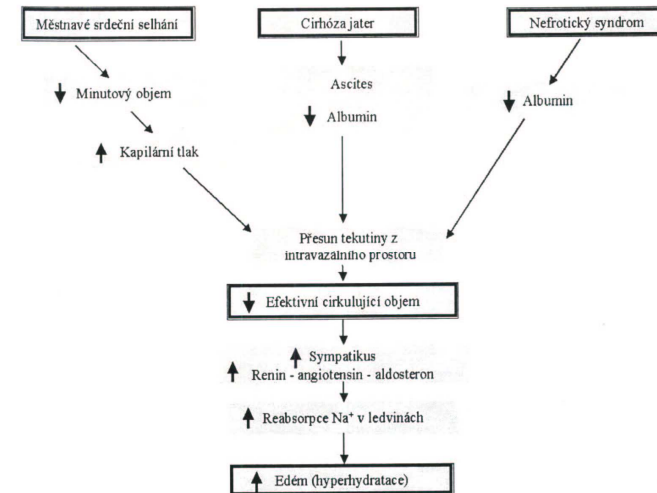 Městnavé srdeční selhání
Cirhóza jater
Nefrotický syndrom
Minutový objem
Ascites
Albumin
Albumin
Kapilární tlak
Přesun tekutiny z
intravazálního prostoru
Efektivní cirkulující objem
Sympatikus
Renin - angiotensin - aldosteron
Reabsorpce Na⁺ v ledvinách
Edém (hyperhydratace)